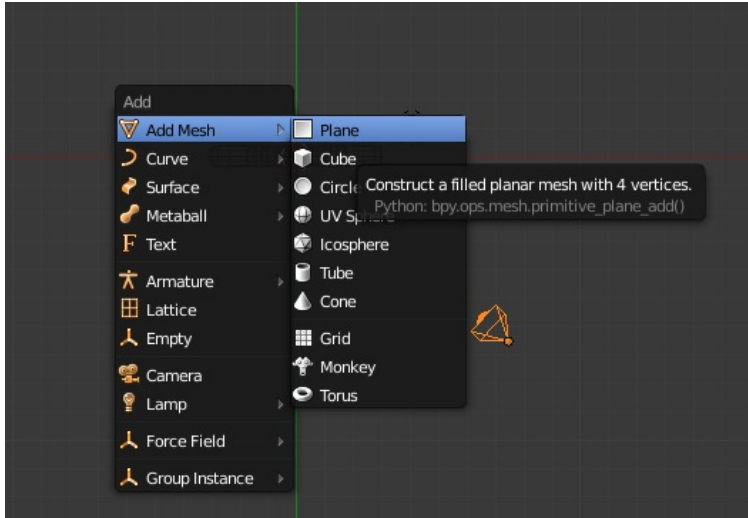 Add
Add Mesh
Curve
Surface
Metaball
Text
Armature
Lattice
Empty
Camera
Lamp
Force Field
Group Instance
Plane
Cube
Circle
UV Sphere
Icosphere
Tube
Cone
Grid
Monkey
Torus
Construct a filled planar mesh with 4 vertices.
Python: bpy.ops.mesh.primitive_plane_add()